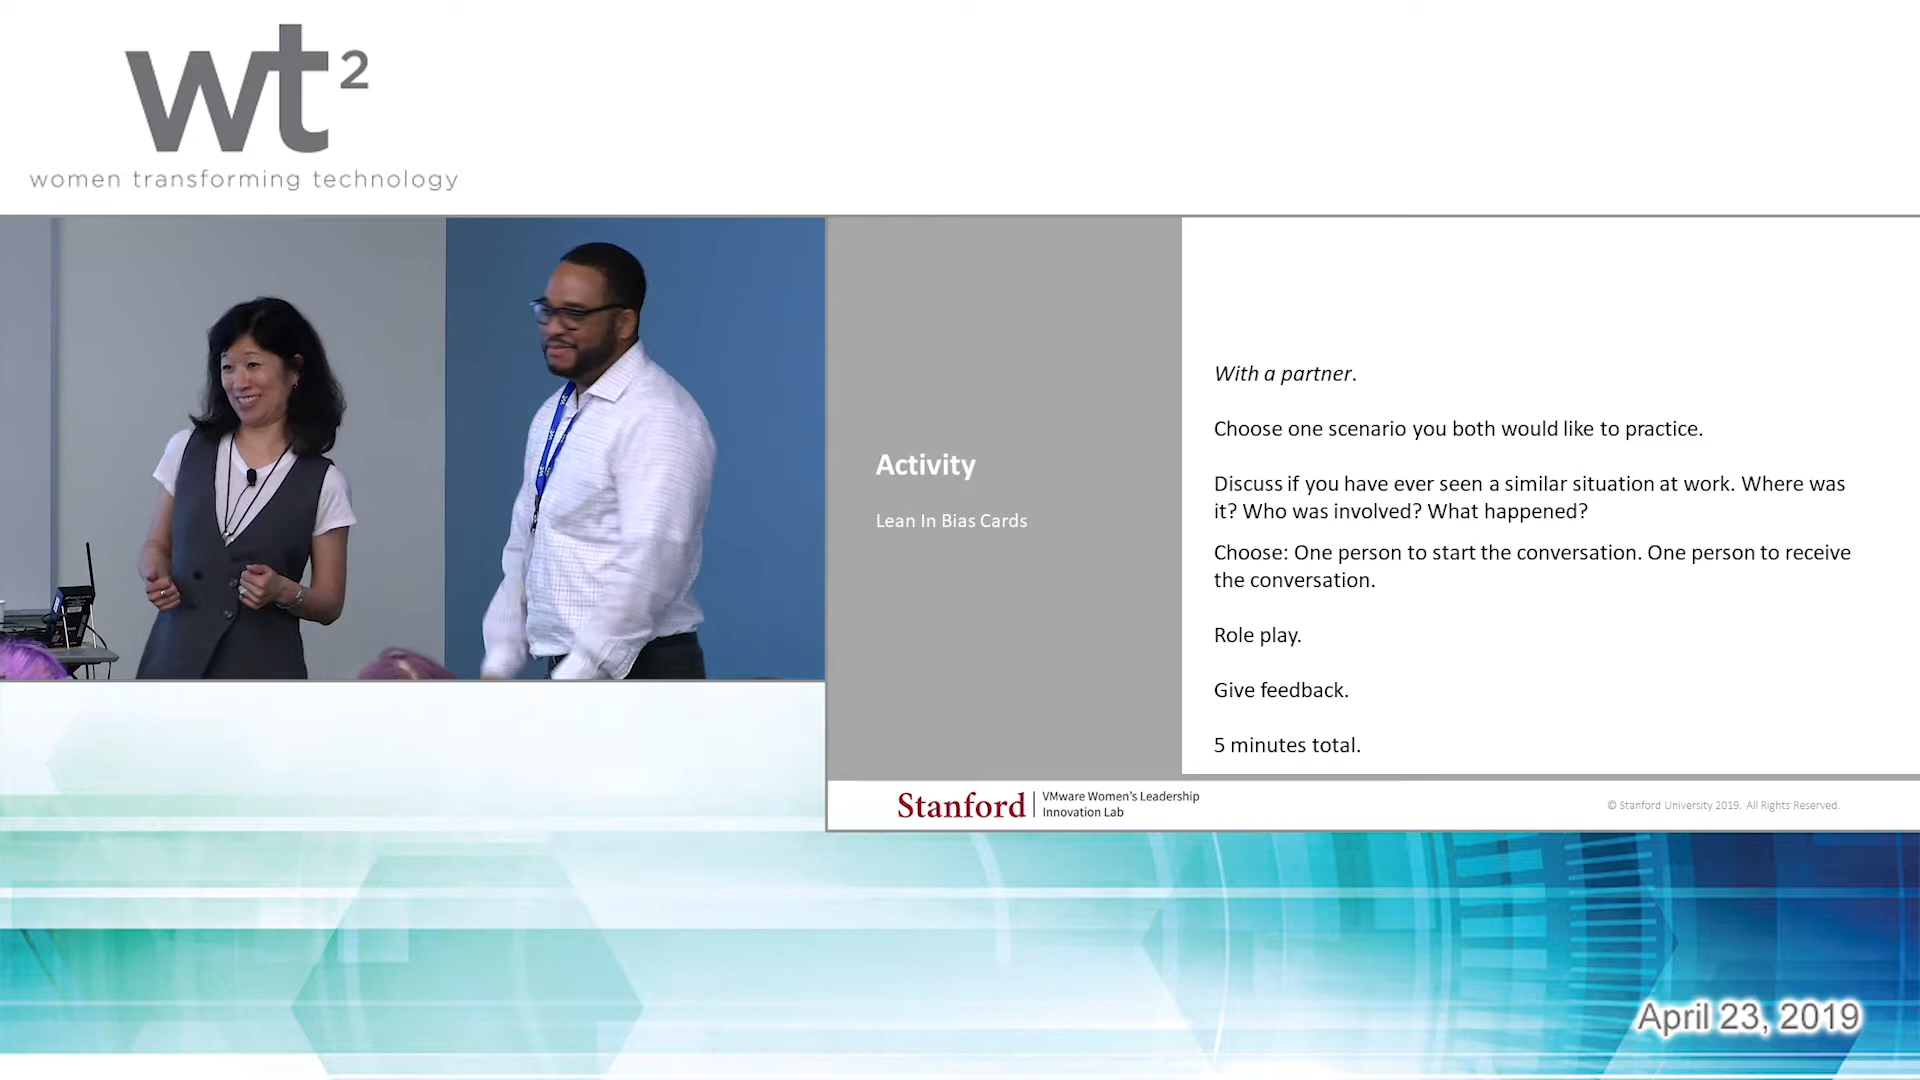 wt²
women transforming technology
Activity
Lean In Bias Cards
With a partner.
Choose one scenario you both would like to practice.
Discuss if you have ever seen a similar situation at work. Where was
it? Who was involved? What happened?
Choose: One person to start the conversation. One person to receive
the conversation.
Role play.
Give feedback.
5 minutes total.
Stanford
VMware Women's Leadership
Innovation Lab
© Stanford University 2019. All Rights Reserved.
April 23, 2019